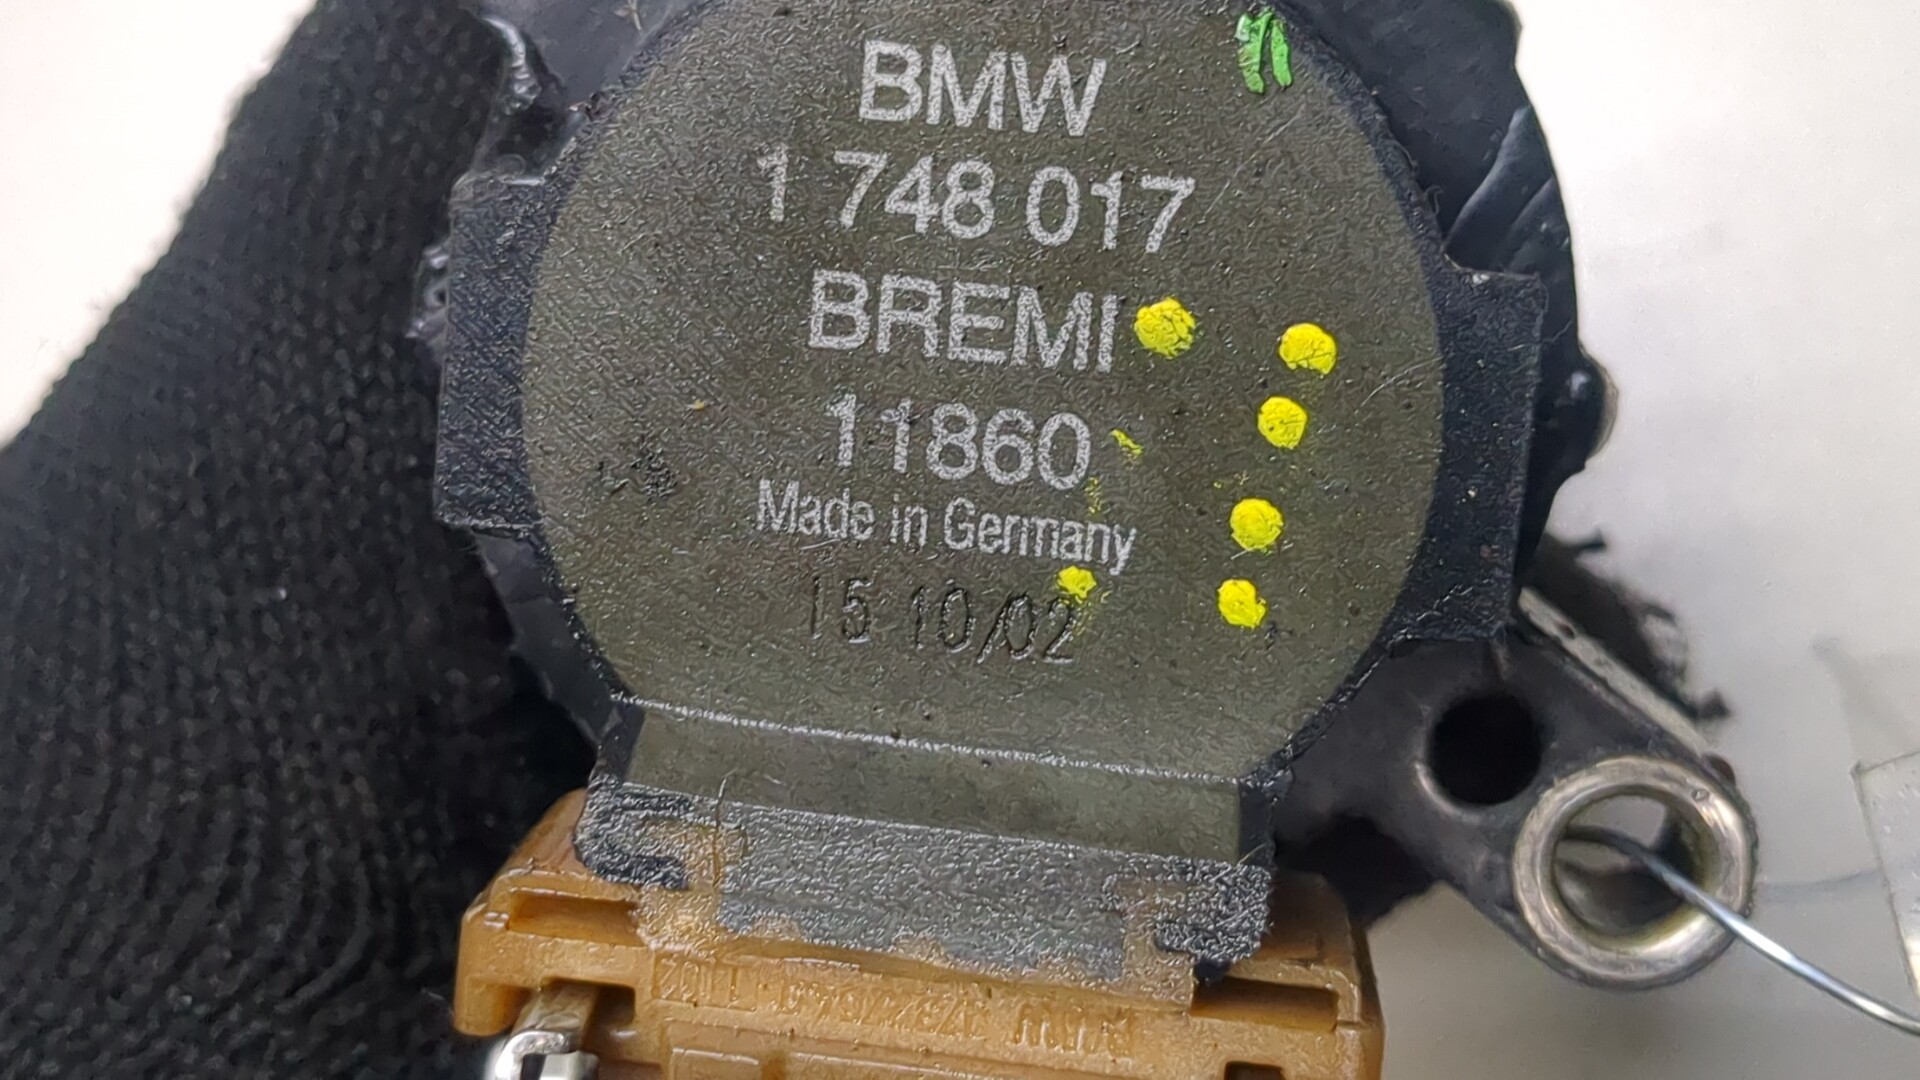 BMW
1 748 017
BREMI
11860
Made in Germany
15 10/02